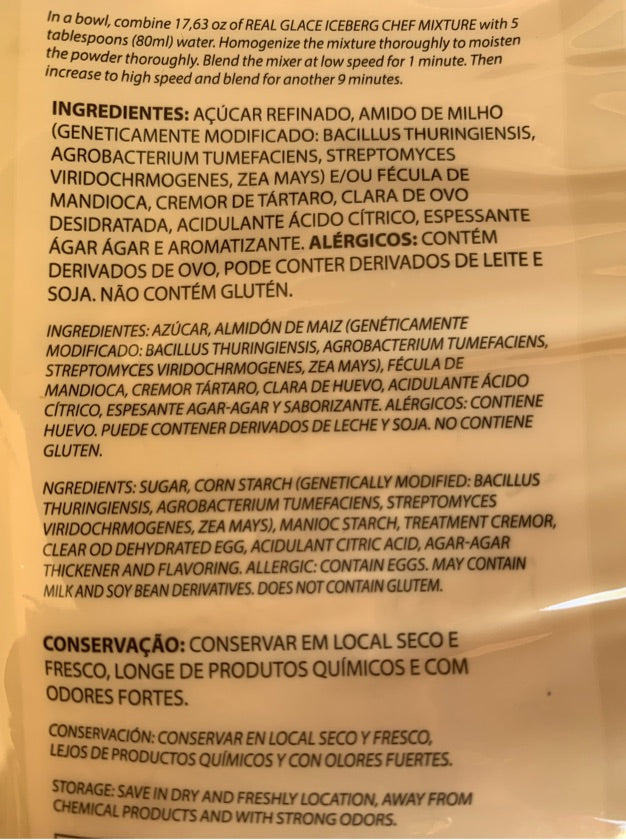 In a bowl, combine 17,63 oz of REAL GLACE ICEBERG CHEF MIXTURE with 5
tablespoons (80ml) water. Homogenize the mixture thoroughly to moisten
the powder thoroughly. Blend the mixer at low speed for 1 minute. Then
increase to high speed and blend for another 9 minutes.
INGREDIENTES: AÇÚCAR REFINADO, AMIDO DE MILHO
(GENETICAMENTE MODIFICADO: BACILLUS THURINGIENSIS,
AGROBACTERIUM TUMEFACIENS, STREPTOMYCES
VIRIDOCHRMOGENES, ZEA MAYS) E/OU FÉCULA DE
MANDIOCA, CREMOR DE TÁRTARO, CLARA DE OVO
DESIDRATADA, ACIDULANTE ÁCIDO CÍTRICO, ESPESSANTE
ÁGAR ÁGAR E AROMATIZANTE. ALÉRGICOS: CONTÉM
DERIVADOS DE OVO, PODE CONTER DERIVADOS DE LEITE E
SOJA. NÃO CONTÉM GLUTÉN.
INGREDIENTES: AZÚCAR, ALMIDÓN DE MAIZ (GENÉTICAMENTE
MODIFICADO: BACILLUS THURINGIENSIS, AGROBACTERIUM TUMEFACIENS,
STREPTOMYCES VIRIDOCHRMOGENES, ZEA MAYS), FÉCULA DE
MANDIOCA, CREMOR TÁRTARO, CLARA DE HUEVO, ACIDULANTE ÁCIDO
CÍTRICO, ESPESANTE AGAR-AGAR Y SABORIZANTE. ALÉRGICOS: CONTIENE
HUEVO. PUEDE CONTENER DERIVADOS DE LECHE Y SOJA. NO CONTIENE
GLUTEN.
NGREDIENTS: SUGAR, CORN STARCH (GENETICALLY MODIFIED: BACILLUS
THURINGIENSIS, AGROBACTERIUM TUMEFACIENS, STREPTOMYCES
VIRIDOCHRMOGENES, ZEA MAYS), MANIOC STARCH, TREATMENT CREMOR,
CLEAR OD DEHYDRATED EGG, ACIDULANT CITRIC ACID, AGAR-AGAR
THICKENER AND FLAVORING. ALLERGIC: CONTAIN EGGS. MAY CONTAIN
MILK AND SOY BEAN DERIVATIVES. DOES NOT CONTAIN GLUTEM.
CONSERVAÇÃO: CONSERVAR EM LOCAL SECO E
FRESCO, LONGE DE PRODUTOS QUÍMICOS E COM
ODORES FORTES.
CONSERVACIÓN: CONSERVAR EN LOCAL SECO Y FRESCO,
LEJOS DE PRODUCTOS QUÍMICOS Y CON OLORES FUERTES.
STORAGE: SAVE IN DRY AND FRESHLY LOCATION, AWAY FROM
CHEMICAL PRODUCTS AND WITH STRONG ODORS.